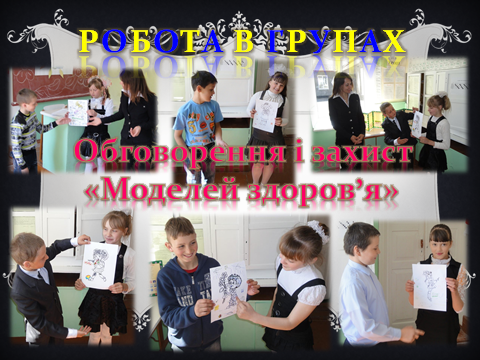 РОБОТА В ГРУПАХ
Обговорення і захист
«Моделей здоров’я»